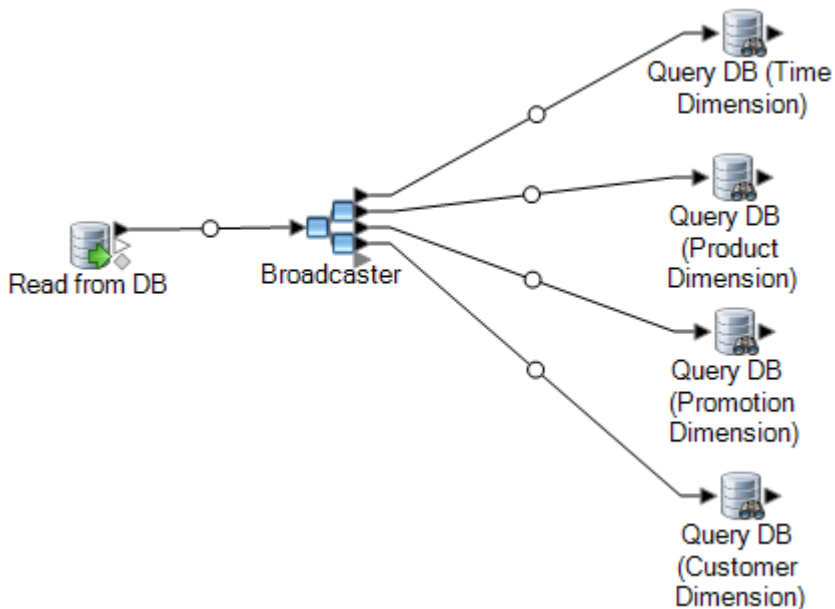 Query DB (Time
Dimension)
Query DB
(Product
Dimension)
Read from DB
Broadcaster
Query DB
(Promotion
Dimension)
Query DB
(Customer
Dimension)